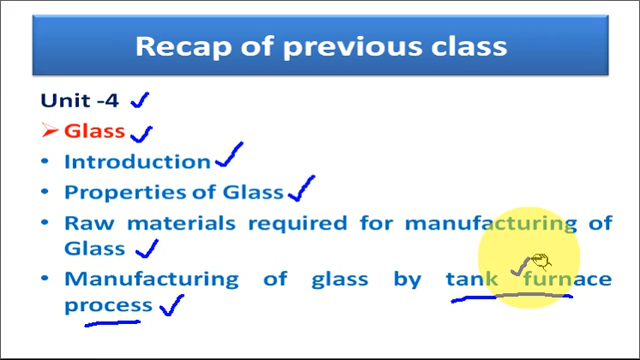 Recap of previous class
Unit -4
Glass
Introduction
Properties of Glass
Raw materials required for manufacturing of
Glass
Manufacturing of glass by tank furnace
process